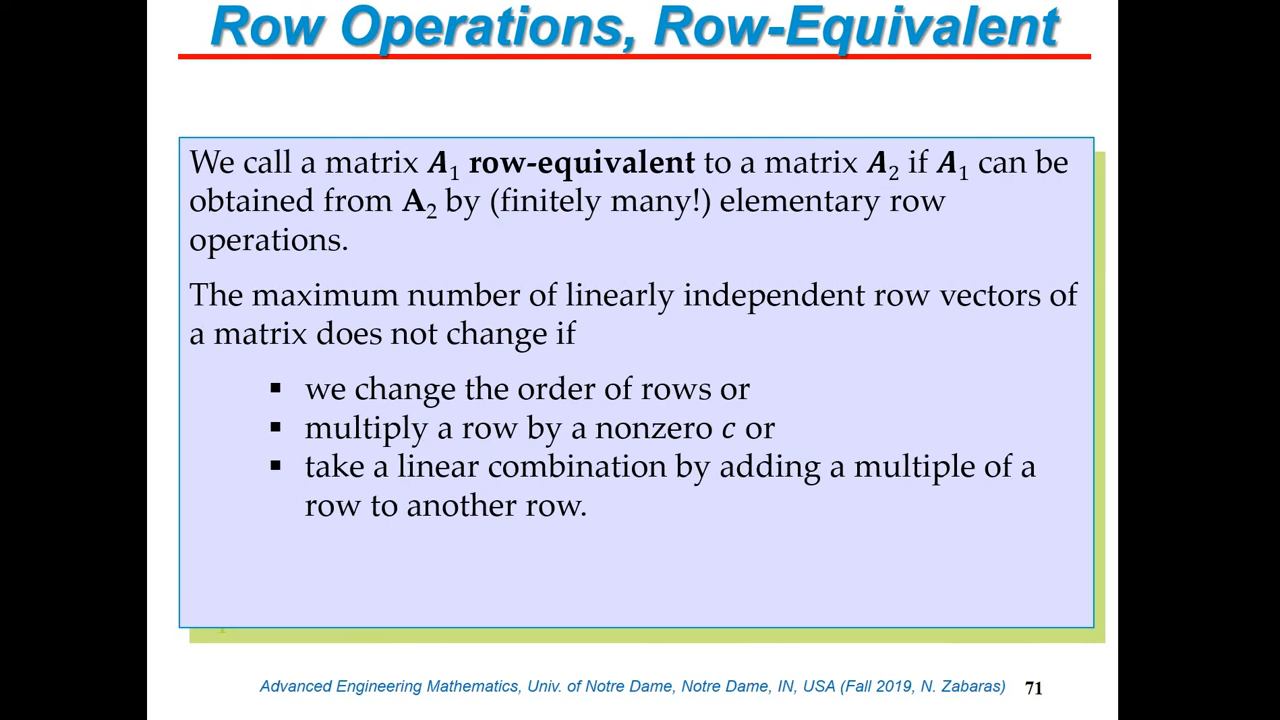 Row Operations, Row-Equivalent
We call a matrix A₁ row-equivalent to a matrix A₂ if A₁ can be
obtained from A₂ by (finitely many!) elementary row
operations.
The maximum number of linearly independent row vectors of
a matrix does not change if
▪ we change the order of rows or
▪ multiply a row by a nonzero c or
▪ take a linear combination by adding a multiple of a
row to another row.
Advanced Engineering Mathematics, Univ. of Notre Dame, Notre Dame, IN, USA (Fall 2019, N. Zabaras) 71